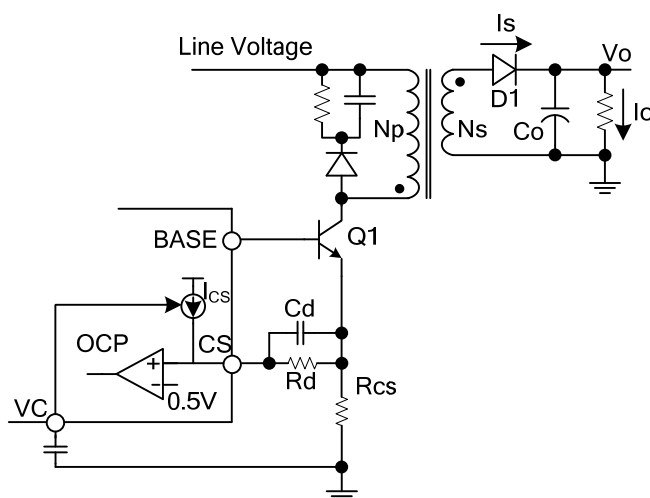 Is
Line Voltage
Vo
D1
Io
Np
Ns
Co
BASE
Q1
ICS
Cd
OCP
CS
+
Rd
Rcs
−
0.5V
VC